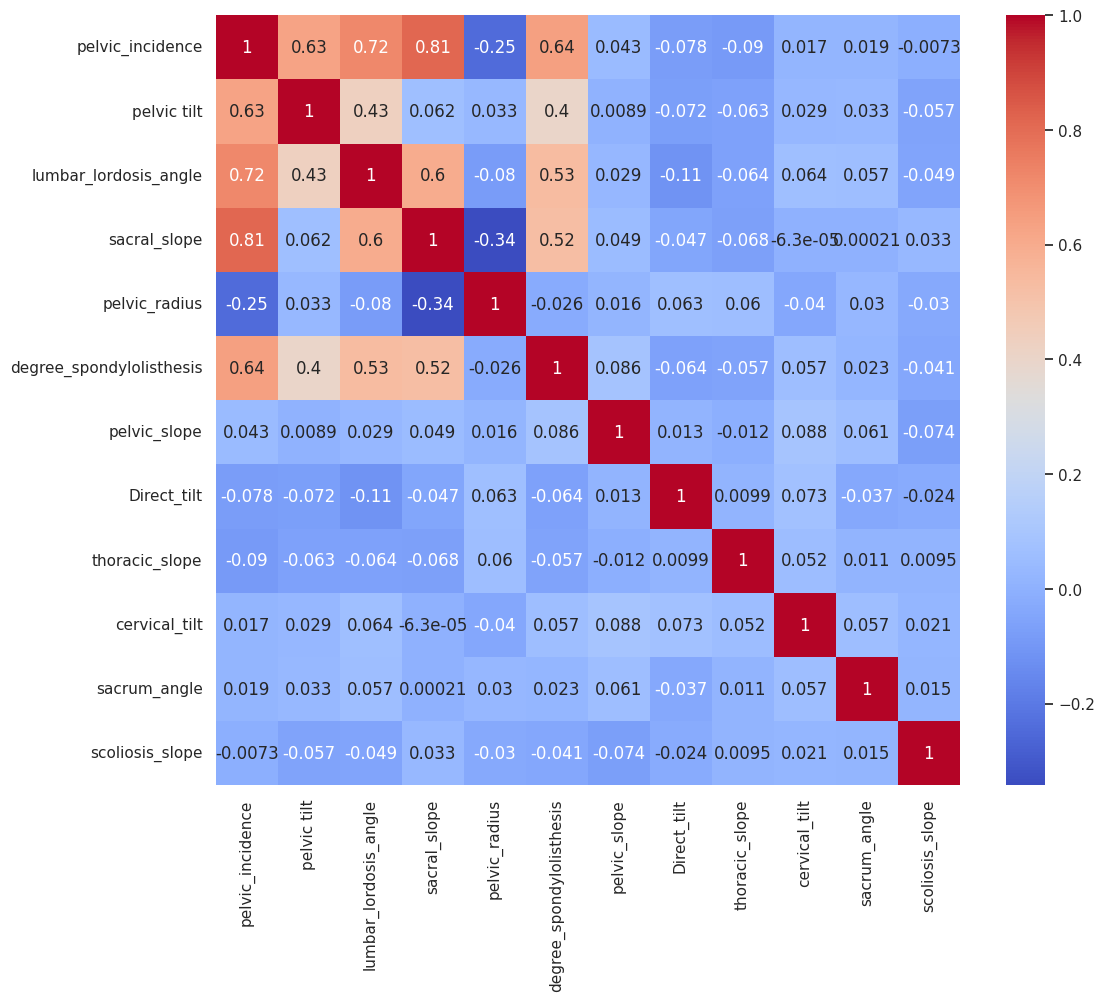 pelvic_incidence 1 0.63 0.72 0.81 -0.25 0.64 0.043 -0.078 -0.09 0.017 0.019 -0.0073
pelvic tilt 0.63 1 0.43 0.062 0.033 0.4 0.0089 -0.072 -0.063 0.029 0.033 -0.057
lumbar_lordosis_angle 0.72 0.43 1 0.6 -0.08 0.53 0.029 -0.11 -0.064 0.064 0.057 -0.049
sacral_slope 0.81 0.062 0.6 1 -0.34 0.52 0.049 -0.047 -0.068 -6.3e-05 0.00021 0.033
pelvic_radius -0.25 0.033 -0.08 -0.34 1 -0.026 0.016 0.063 0.06 -0.04 0.03 -0.03
degree_spondylolisthesis 0.64 0.4 0.53 0.52 -0.026 1 0.086 -0.064 -0.057 0.057 0.023 -0.041
pelvic_slope 0.043 0.0089 0.029 0.049 0.016 0.086 1 0.013 -0.012 0.088 0.061 -0.074
Direct_tilt -0.078 -0.072 -0.11 -0.047 0.063 -0.064 0.013 1 0.0099 0.073 -0.037 -0.024
thoracic_slope -0.09 -0.063 -0.064 -0.068 0.06 -0.057 -0.012 0.0099 1 0.052 0.011 0.0095
cervical_tilt 0.017 0.029 0.064 -6.3e-05 -0.04 0.057 0.088 0.073 0.052 1 0.057 0.021
sacrum_angle 0.019 0.033 0.057 0.00021 0.03 0.023 0.061 -0.037 0.011 0.057 1 0.015
scoliosis_slope -0.0073 -0.057 -0.049 0.033 -0.03 -0.041 -0.074 -0.024 0.0095 0.021 0.015 1
pelvic_incidence
pelvic tilt
lumbar_lordosis_angle
sacral_slope
pelvic_radius
degree_spondylolisthesis
pelvic_slope
Direct_tilt
thoracic_slope
cervical_tilt
sacrum_angle
scoliosis_slope
1.0
0.8
0.6
0.4
0.2
0.0
−0.2